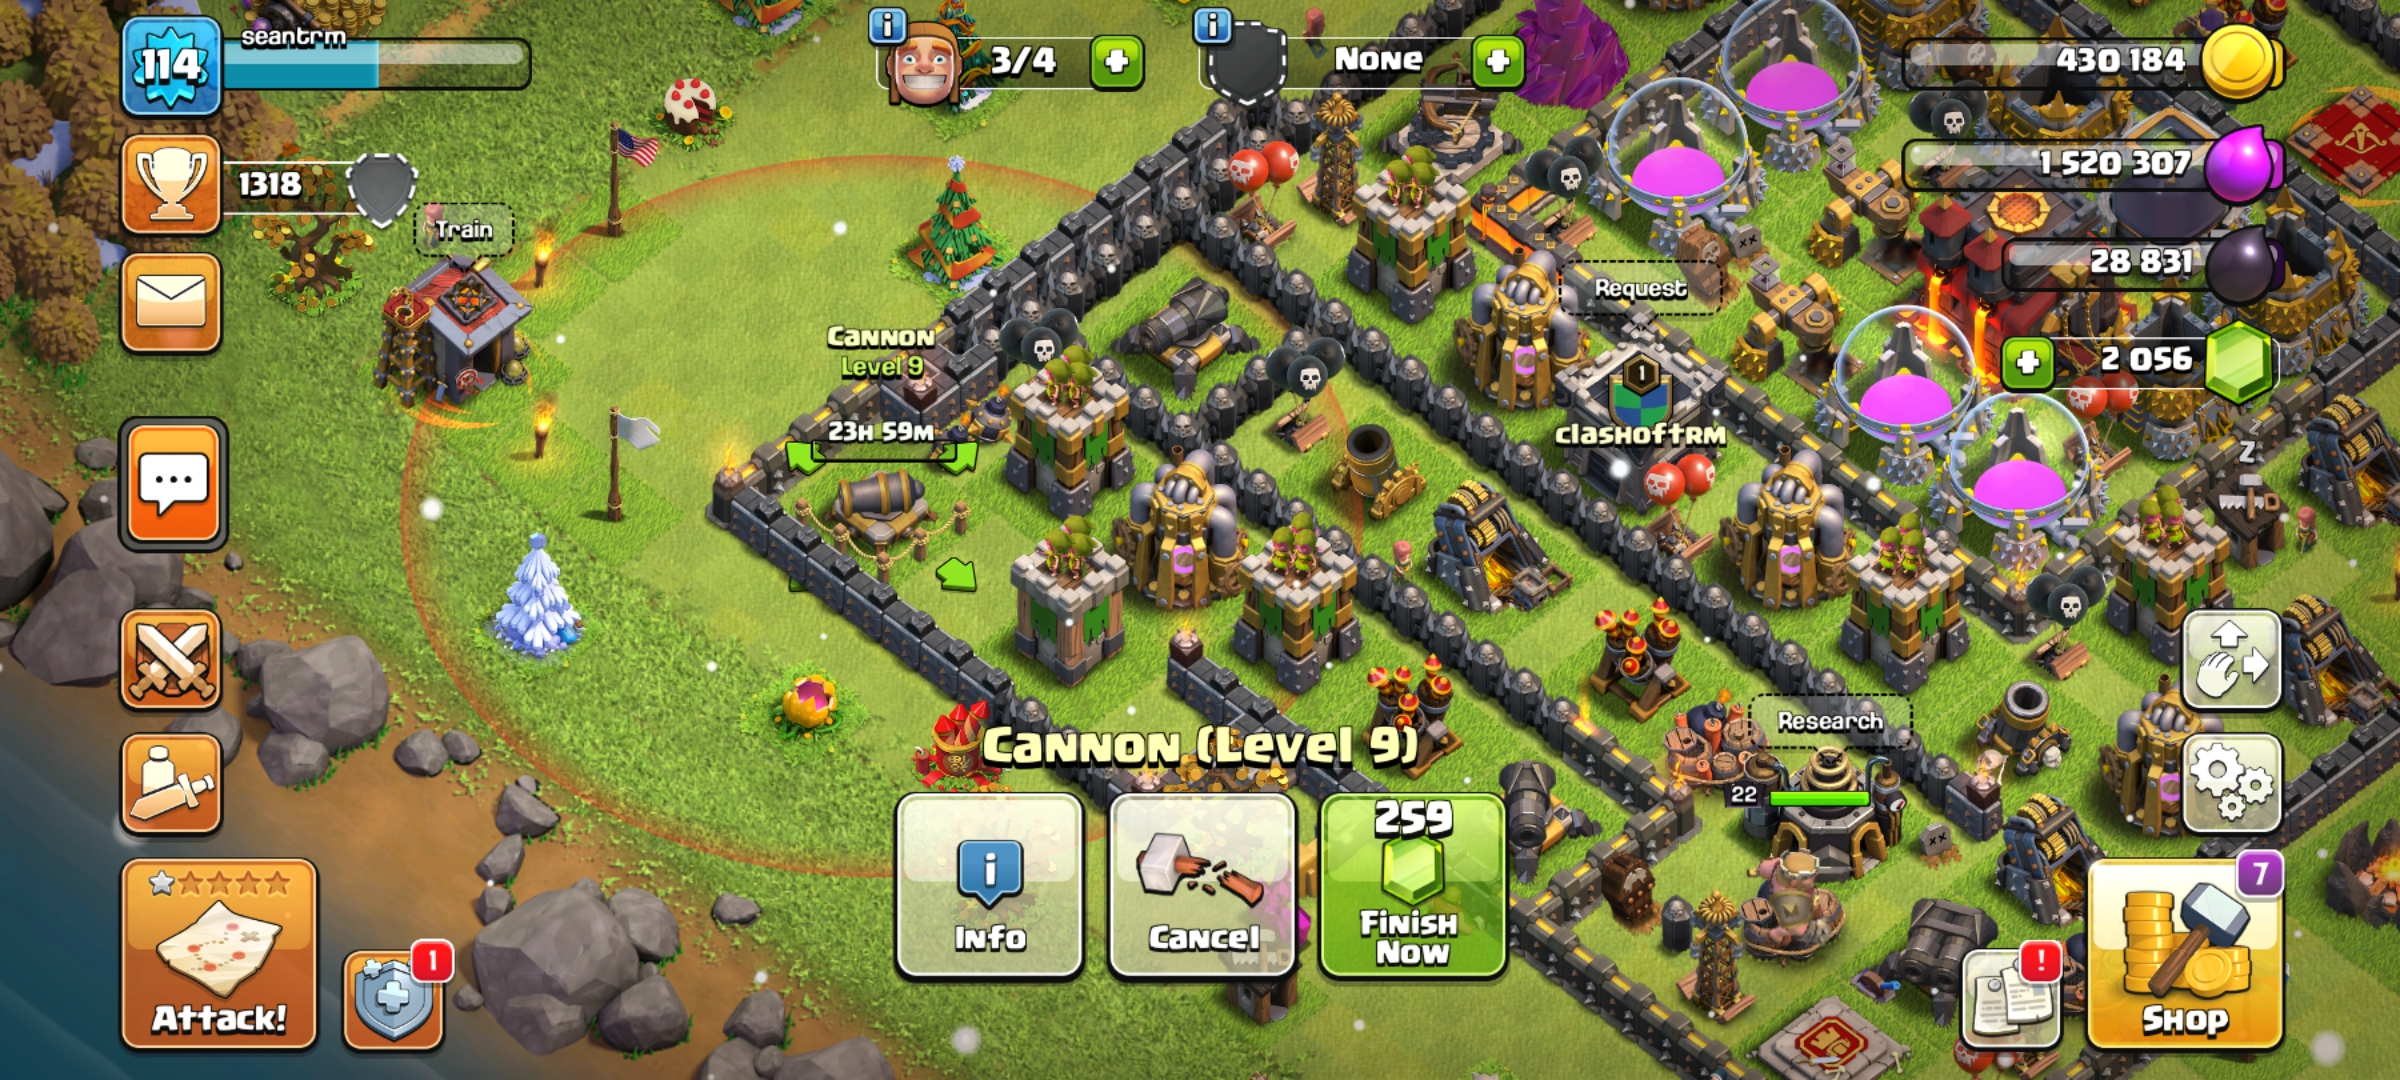 114
seantrm
3/4
None
430 184
1318
Train
1 520 307
28 831
Request
2 056
1
clashoftRM
Cannon
Level 9
23H 59M
z
Z
Research
22
Cannon (Level 9)
Info
Cancel
259
Finish
Now
Attack!
1
!
7
Shop